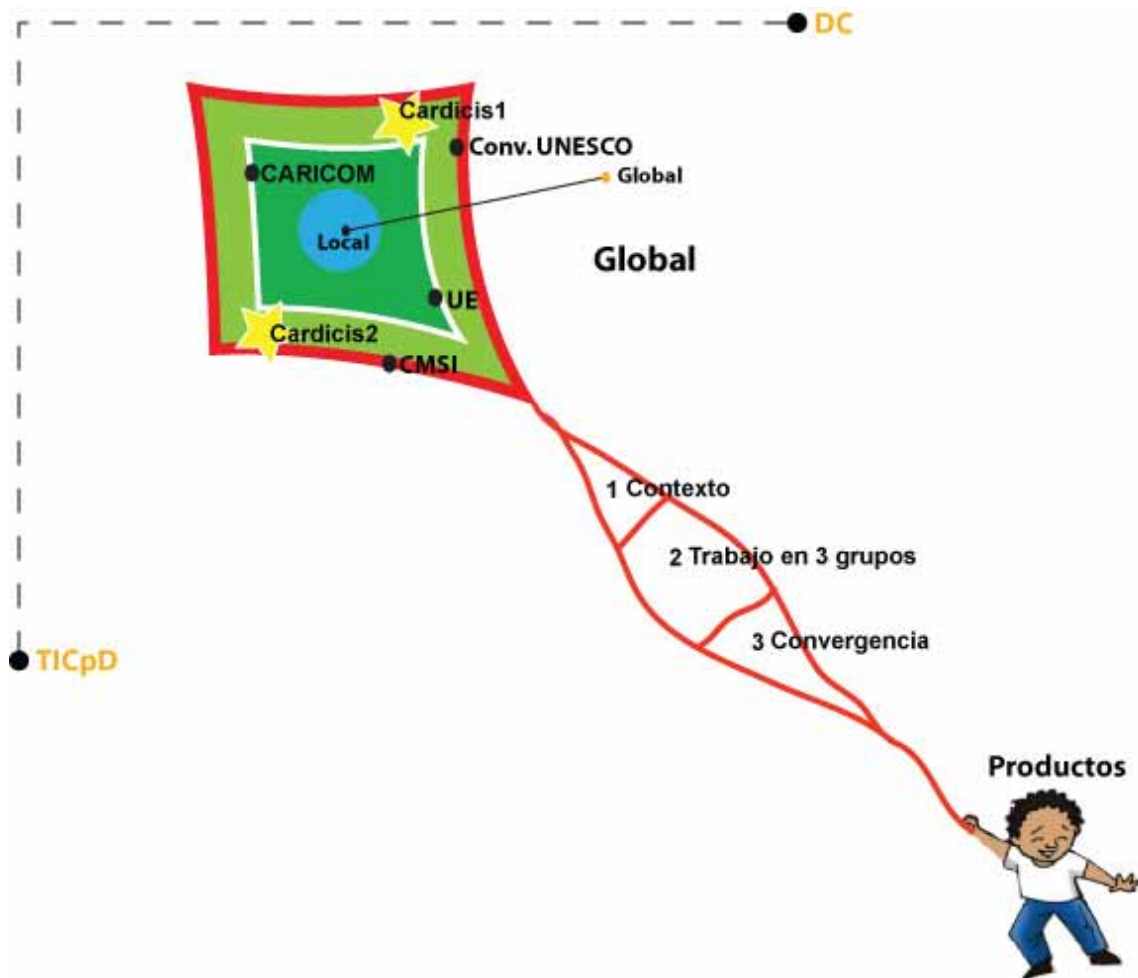 DC
Cardicis1
Conv. UNESCO
CARICOM
Global
Local
Global
UE
Cardicis2
CMSI
1 Contexto
2 Trabajo en 3 grupos
3 Convergencia
TICpD
Productos